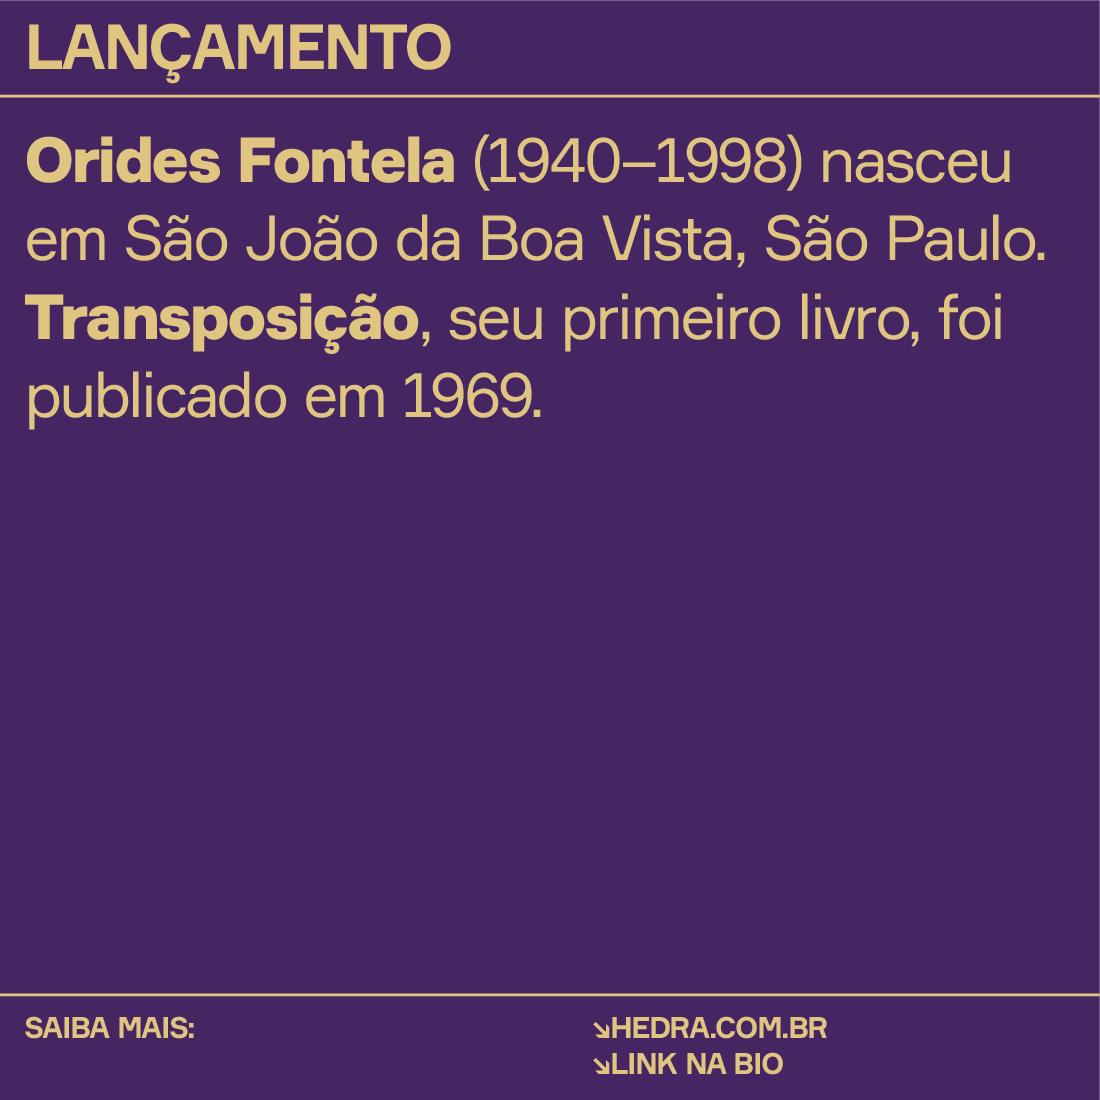 LANÇAMENTO
Orides Fontela (1940–1998) nasceu
em São João da Boa Vista, São Paulo.
Transposição, seu primeiro livro, foi
publicado em 1969.
SAIBA MAIS:
↘HEDRA.COM.BR
↘LINK NA BIO